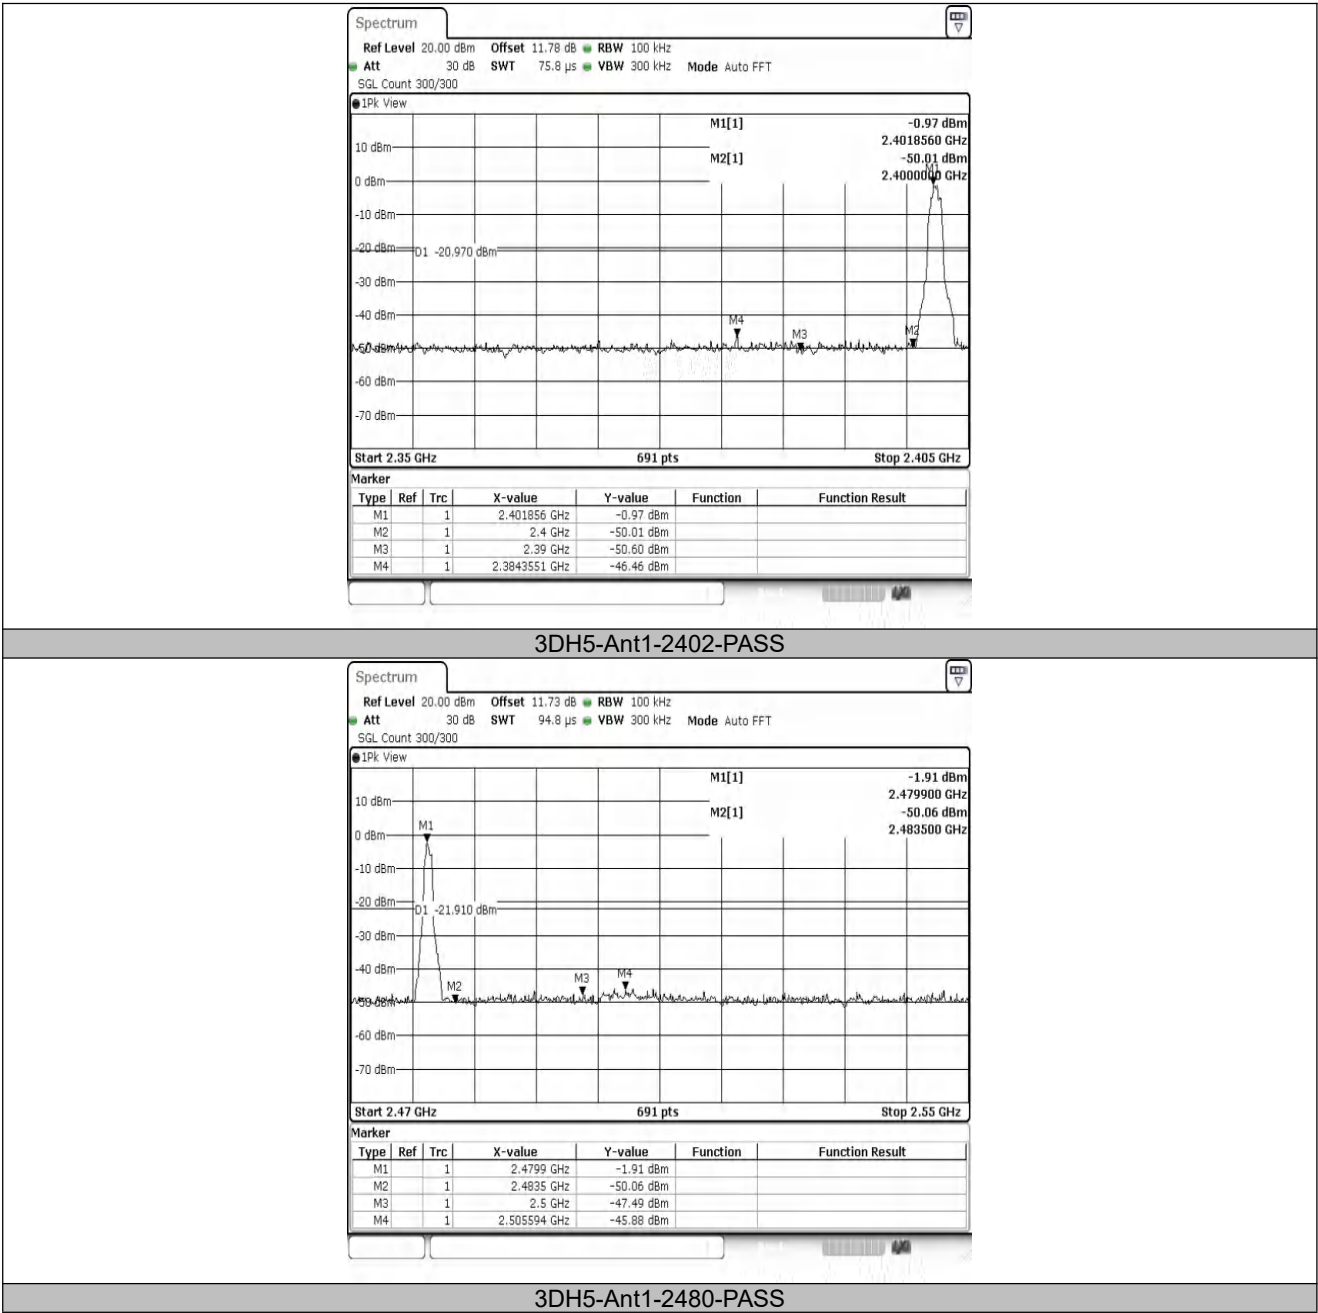 Spectrum
Ref Level 20.00 dBm Offset 11.78 dB RBW 100 kHz
Att 30 dB SWT 75.8 µs VBW 300 kHz Mode Auto FFT
SGL Count 300/300
1Pk View
M1[1] -0.97 dBm
2.4018560 GHz
M2[1] -50.01 dBm
2.4000000 GHz
M1
10 dBm
0 dBm
-10 dBm
-20 dBm
D1 -20.970 dBm
-30 dBm
-40 dBm
M4 M3 M2
-50 dBm
-60 dBm
-70 dBm
Start 2.35 GHz 691 pts Stop 2.405 GHz
Marker
Type Ref Trc X-value Y-value Function Function Result
M1 1 2.401856 GHz -0.97 dBm
M2 1 2.4 GHz -50.01 dBm
M3 1 2.39 GHz -50.60 dBm
M4 1 2.3843551 GHz -46.46 dBm
3DH5-Ant1-2402-PASS
Spectrum
Ref Level 20.00 dBm Offset 11.73 dB RBW 100 kHz
Att 30 dB SWT 94.8 µs VBW 300 kHz Mode Auto FFT
SGL Count 300/300
1Pk View
M1[1] -1.91 dBm
2.479900 GHz
M2[1] -50.06 dBm
2.483500 GHz
10 dBm
M1
0 dBm
-10 dBm
-20 dBm
D1 -21.910 dBm
-30 dBm
-40 dBm
M2 M3 M4
-50 dBm
-60 dBm
-70 dBm
Start 2.47 GHz 691 pts Stop 2.55 GHz
Marker
Type Ref Trc X-value Y-value Function Function Result
M1 1 2.4799 GHz -1.91 dBm
M2 1 2.4835 GHz -50.06 dBm
M3 1 2.5 GHz -47.49 dBm
M4 1 2.505594 GHz -45.88 dBm
3DH5-Ant1-2480-PASS